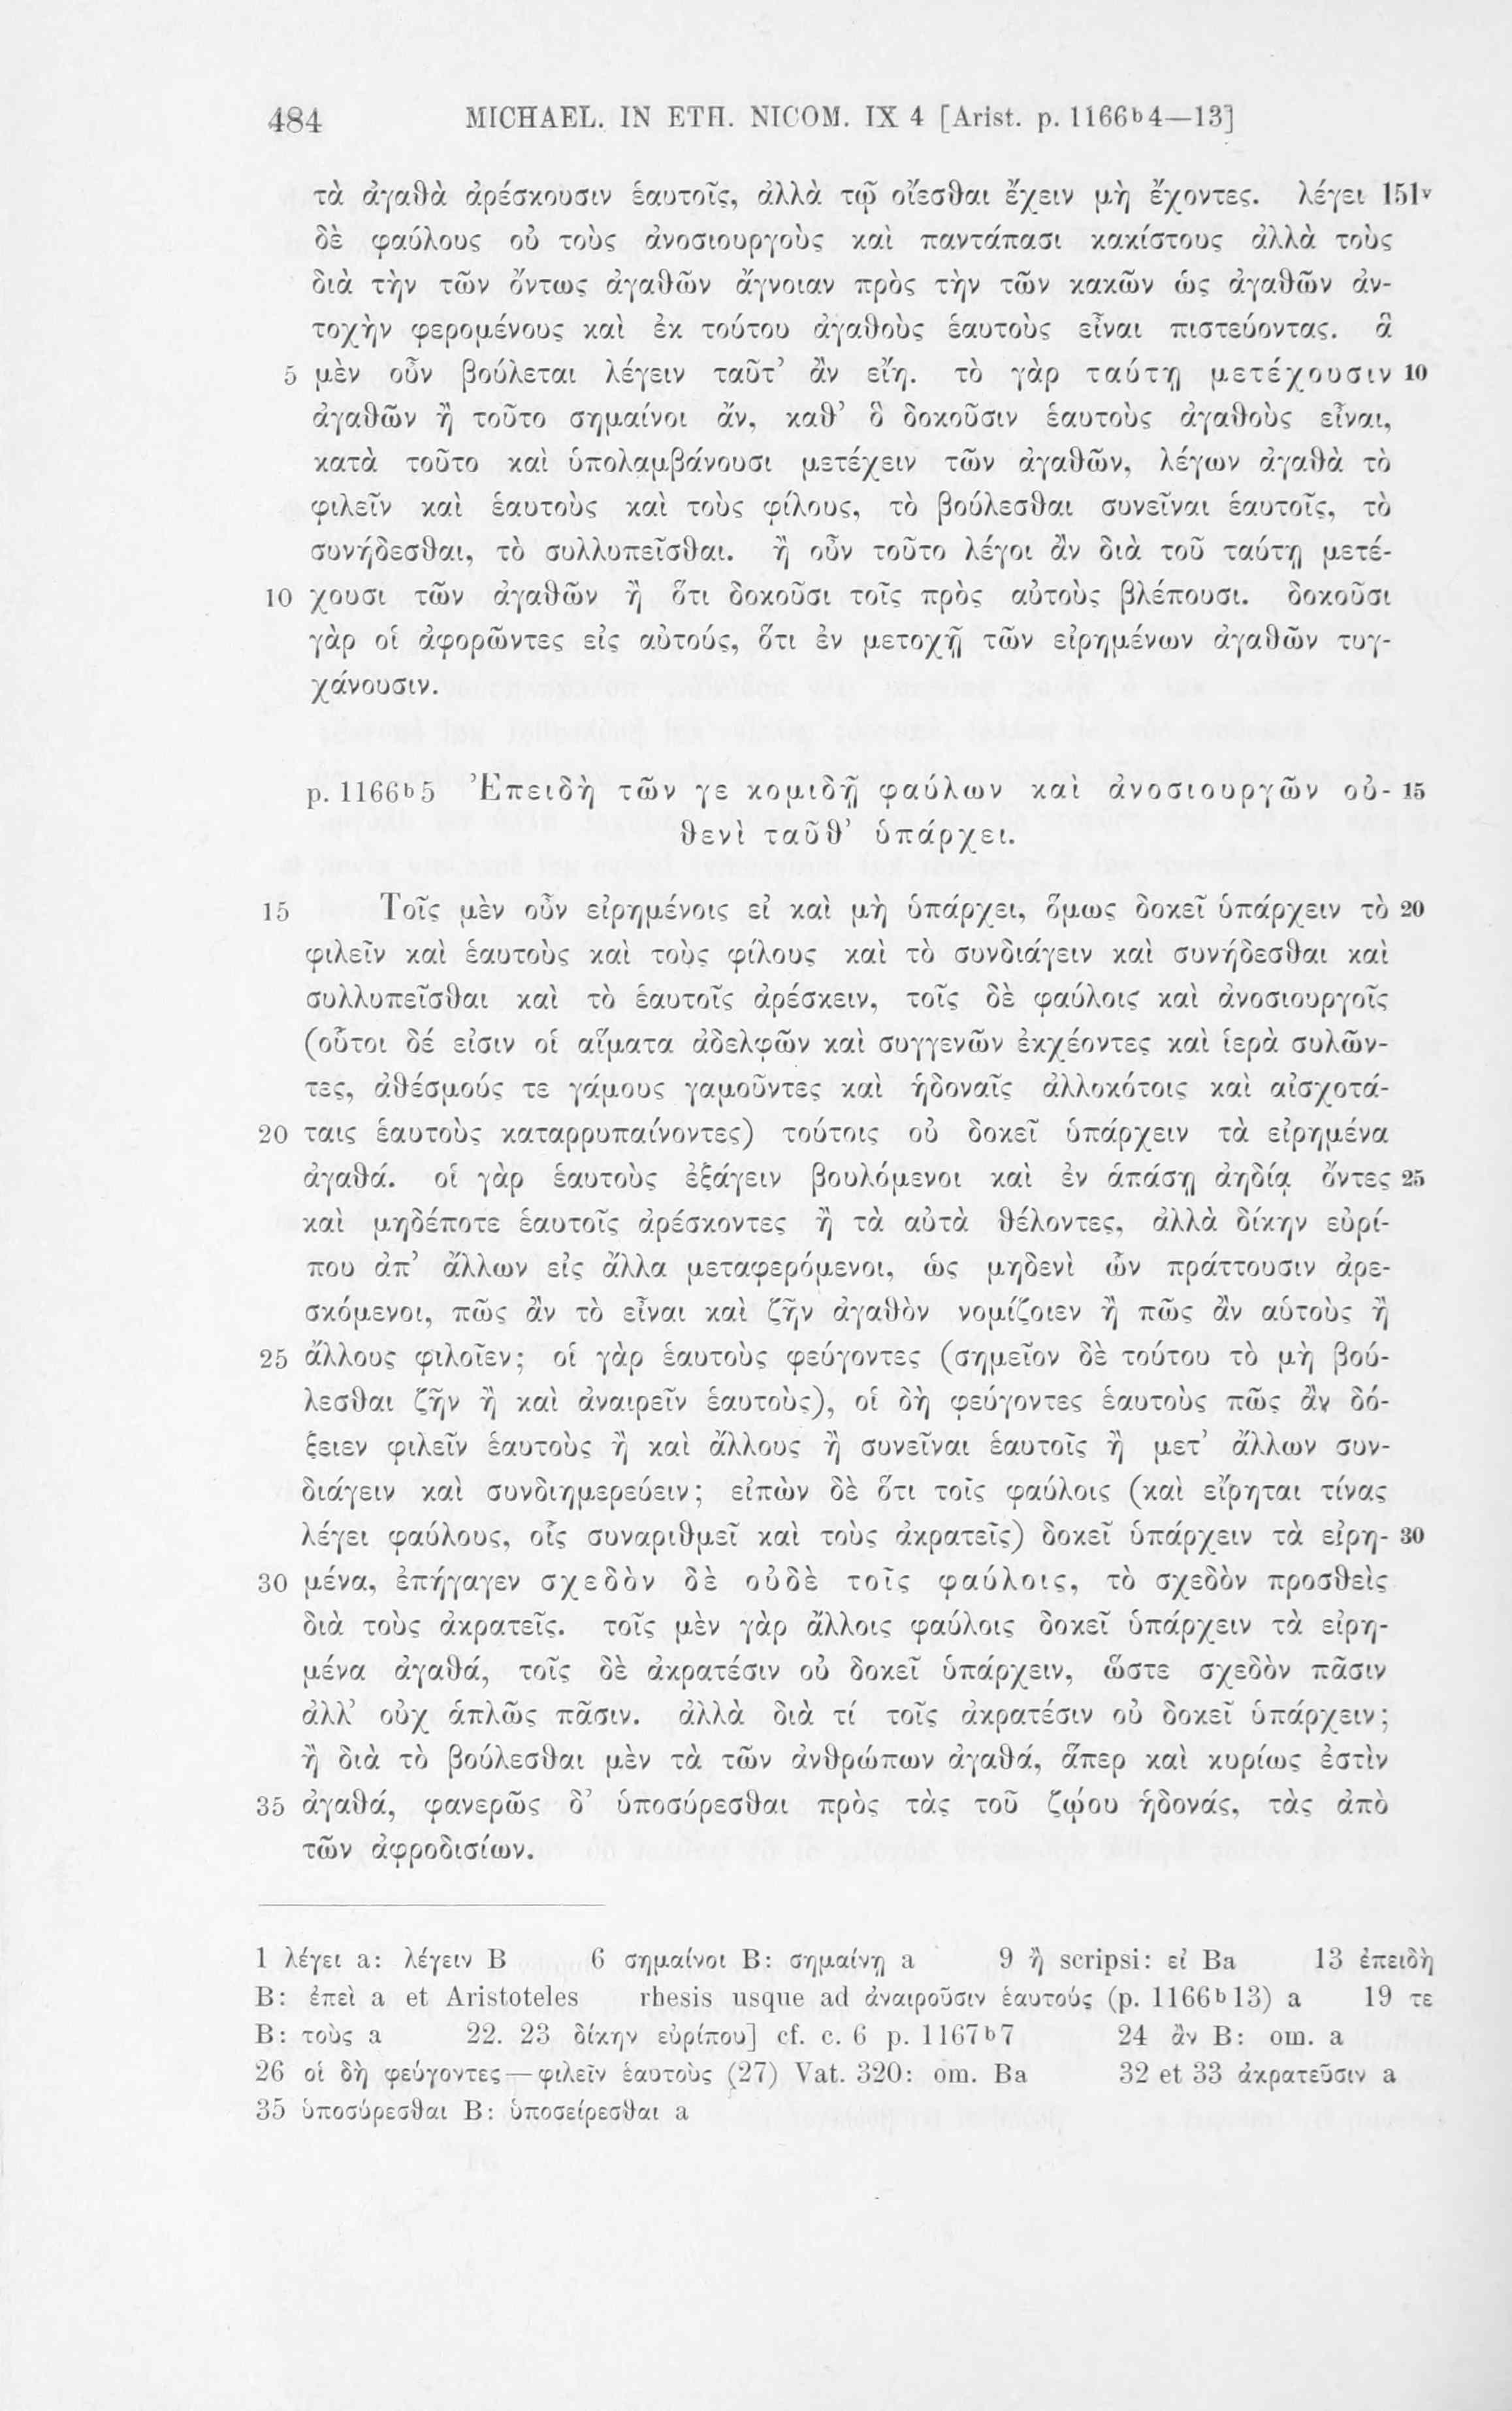 484 MICHAEL. IN ETH. NICOM. IX 4 [Arist. p. 1166b4—13]
τὰ ἀγαθὰ ἀρέσκουσιν ἑαυτοῖς, ἀλλὰ τῷ οἴεσθαι ἔχειν μὴ ἔχοντες. λέγει 151v
δὲ φαύλους οὐ τοὺς ἀνοσιουργοὺς καὶ παντάπασι κακίστους ἀλλὰ τοὺς
διὰ τὴν τῶν ὄντως ἀγαθῶν ἄγνοιαν πρὸς τὴν τῶν κακῶν ὡς ἀγαθῶν ἀν-
τοχὴν φερομένους καὶ ἐκ τούτου ἀγαθοὺς ἑαυτοὺς εἶναι πιστεύοντας. ἃ
5 μὲν οὖν βούλεται λέγειν ταῦτ’ ἂν εἴη. τὸ γὰρ ταύτῃ μετέχουσιν 10
ἀγαθῶν ἢ τοῦτο σημαίνοι ἄν, καθ’ ὃ δοκοῦσιν ἑαυτοὺς ἀγαθοὺς εἶναι,
κατὰ τοῦτο καὶ ὑπολαμβάνουσι μετέχειν τῶν ἀγαθῶν, λέγων ἀγαθὰ τὸ
φιλεῖν καὶ ἑαυτοὺς καὶ τοὺς φίλους, τὸ βούλεσθαι συνεῖναι ἑαυτοῖς, τὸ
συνήδεσθαι, τὸ συλλυπεῖσθαι. ἢ οὖν τοῦτο λέγοι ἂν διὰ τοῦ ταύτῃ μετέ-
10 χουσι τῶν ἀγαθῶν ἢ ὅτι δοκοῦσι τοῖς πρὸς αὐτοὺς βλέπουσι. δοκοῦσι
γὰρ οἱ ἀφορῶντες εἰς αὐτούς, ὅτι ἐν μετοχῇ τῶν εἰρημένων ἀγαθῶν τυγ-
χάνουσιν.
p. 1166b5 Ἐπειδὴ τῶν γε κομιδῇ φαύλων καὶ ἀνοσιουργῶν οὐ- 15
θενὶ ταῦθ’ ὑπάρχει.
15 Τοῖς μὲν οὖν εἰρημένοις εἰ καὶ μὴ ὑπάρχει, ὅμως δοκεῖ ὑπάρχειν τὸ 20
φιλεῖν καὶ ἑαυτοὺς καὶ τοὺς φίλους καὶ τὸ συνδιάγειν καὶ συνήδεσθαι καὶ
συλλυπεῖσθαι καὶ τὸ ἑαυτοῖς ἀρέσκειν, τοῖς δὲ φαύλοις καὶ ἀνοσιουργοῖς
(οὗτοι δέ εἰσιν οἱ αἵματα ἀδελφῶν καὶ συγγενῶν ἐκχέοντες καὶ ἱερὰ συλῶν-
τες, ἀθέσμούς τε γάμους γαμοῦντες καὶ ἡδοναῖς ἀλλοκότοις καὶ αἰσχοτά-
20 ταις ἑαυτοὺς καταρρυπαίνοντες) τούτοις οὐ δοκεῖ ὑπάρχειν τὰ εἰρημένα
ἀγαθά. οἱ γὰρ ἑαυτοὺς ἐξάγειν βουλόμενοι καὶ ἐν ἁπάσῃ ἀηδίᾳ ὄντες 25
καὶ μηδέποτε ἑαυτοῖς ἀρέσκοντες ἢ τὰ αὐτὰ θέλοντες, ἀλλὰ δίκην εὐρί-
που ἀπ’ ἄλλων εἰς ἄλλα μεταφερόμενοι, ὡς μηδενὶ ὧν πράττουσιν ἀρε-
σκόμενοι, πῶς ἂν τὸ εἶναι καὶ ζῆν ἀγαθὸν νομίζοιεν ἢ πῶς ἂν αὑτοὺς ἢ
25 ἄλλους φιλοῖεν; οἱ γὰρ ἑαυτοὺς φεύγοντες (σημεῖον δὲ τούτου τὸ μὴ βού-
λεσθαι ζῆν ἢ καὶ ἀναιρεῖν ἑαυτοὺς), οἱ δὴ φεύγοντες ἑαυτοὺς πῶς ἂν δό-
ξειεν φιλεῖν ἑαυτοὺς ἢ καὶ ἄλλους ἢ συνεῖναι ἑαυτοῖς ἢ μετ’ ἄλλων συν-
διάγειν καὶ συνδιημερεύειν; εἰπὼν δὲ ὅτι τοῖς φαύλοις (καὶ εἴρηται τίνας
λέγει φαύλους, οἷς συναριθμεῖ καὶ τοὺς ἀκρατεῖς) δοκεῖ ὑπάρχειν τὰ εἰρη- 30
30 μένα, ἐπήγαγεν σχεδὸν δὲ οὐδὲ τοῖς φαύλοις, τὸ σχεδὸν προσθεὶς
διὰ τοὺς ἀκρατεῖς. τοῖς μὲν γὰρ ἄλλοις φαύλοις δοκεῖ ὑπάρχειν τὰ εἰρη-
μένα ἀγαθά, τοῖς δὲ ἀκρατέσιν οὐ δοκεῖ ὑπάρχειν, ὥστε σχεδὸν πᾶσιν
ἀλλ’ οὐχ ἁπλῶς πᾶσιν. ἀλλὰ διὰ τί τοῖς ἀκρατέσιν οὐ δοκεῖ ὑπάρχειν;
ἢ διὰ τὸ βούλεσθαι μὲν τὰ τῶν ἀνθρώπων ἀγαθά, ἅπερ καὶ κυρίως ἐστὶν
35 ἀγαθά, φανερῶς δ’ ὑποσύρεσθαι πρὸς τὰς τοῦ ζῴου ἡδονάς, τὰς ἀπὸ
τῶν ἀφροδισίων.
1 λέγει a: λέγειν B 6 σημαίνοι B: σημαίνῃ a 9 ἢ scripsi: εἰ Ba 13 ἐπειδὴ
B: ἐπεὶ a et Aristoteles rhesis usque ad ἀναιροῦσιν ἑαυτούς (p. 1166b13) a 19 τε
B: τοὺς a 22. 23 δίκην εὐρίπου] cf. c. 6 p. 1167b7 24 ἂν B: om. a
26 οἱ δὴ φεύγοντες—φιλεῖν ἑαυτοὺς (27) Vat. 320: om. Ba 32 et 33 ἀκρατεῦσιν a
35 ὑποσύρεσθαι B: ὑποσείρεσθαι a